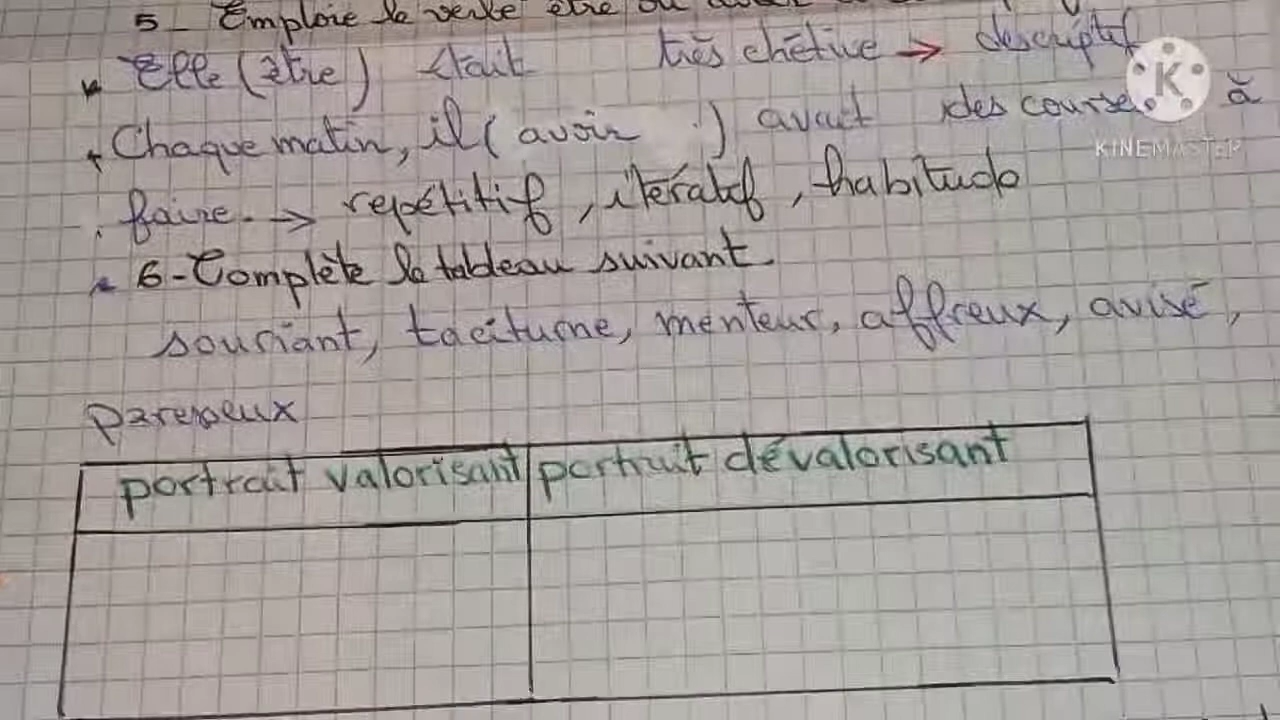 5_ Emploie le verbe être ou avoir
* Elle (être) était très chétive → descriptif
+ Chaque matin, il (avoir .) avait des courses à
. faire. → repétitif, itératif, habitude
6-Complète le tableau suivant.
souriant, taciturne, menteur, affreux, avisé,
paresseux
portrait valorisant portrait dévalorisant
K
KINEMASTER